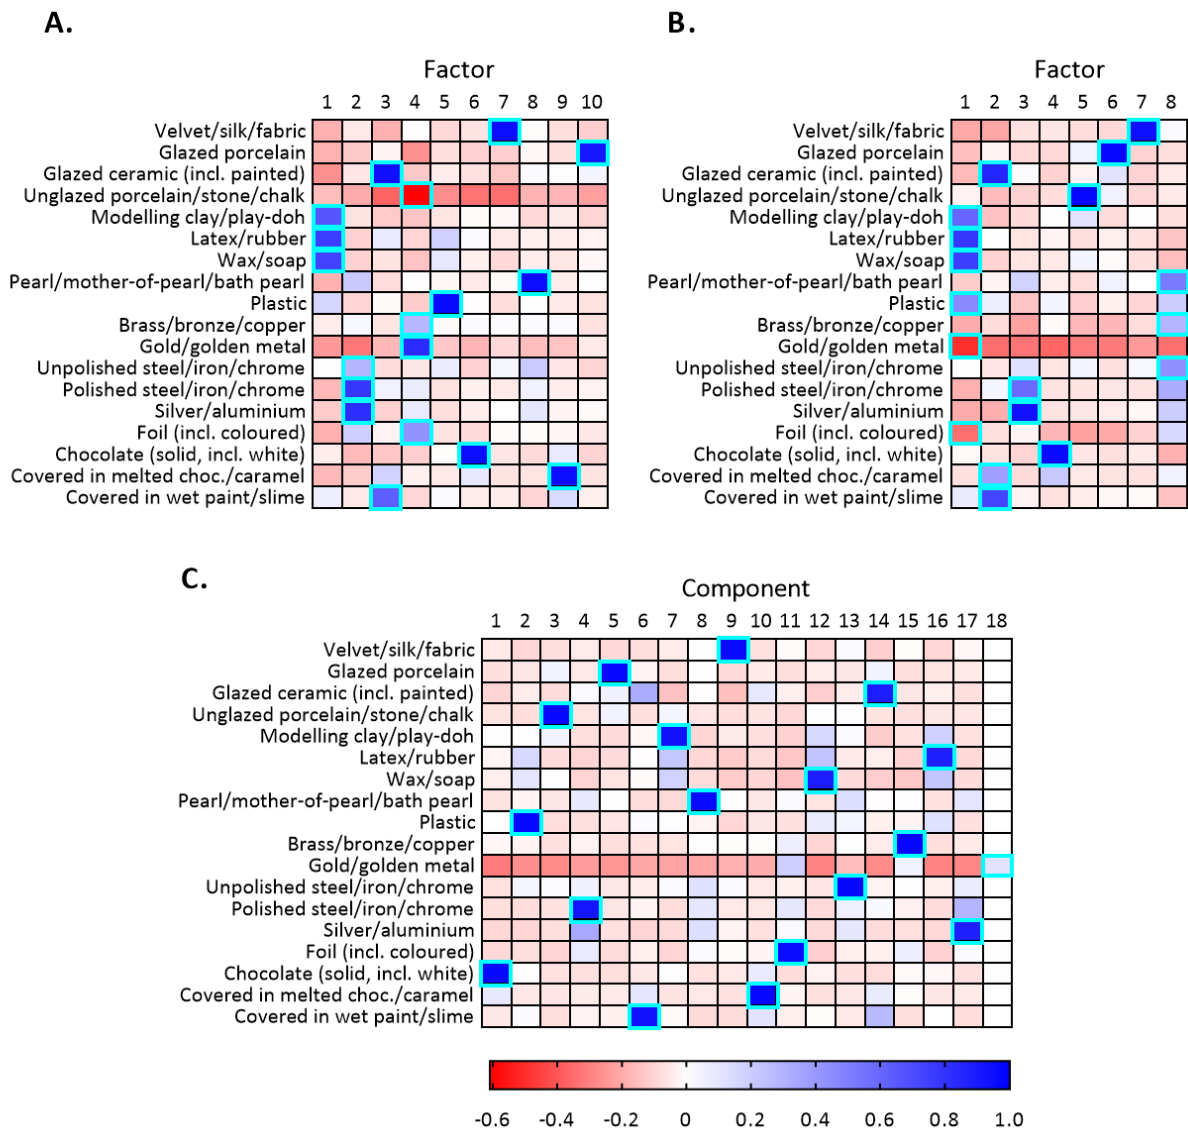 A.
Factor
1 2 3 4 5 6 7 8 9 10
Velvet/silk/fabric
Glazed porcelain
Glazed ceramic (incl. painted)
Unglazed porcelain/stone/chalk
Modelling clay/play-doh
Latex/rubber
Wax/soap
Pearl/mother-of-pearl/bath pearl
Plastic
Brass/bronze/copper
Gold/golden metal
Unpolished steel/iron/chrome
Polished steel/iron/chrome
Silver/aluminium
Foil (incl. coloured)
Chocolate (solid, incl. white)
Covered in melted choc./caramel
Covered in wet paint/slime
B.
Factor
1 2 3 4 5 6 7 8
Velvet/silk/fabric
Glazed porcelain
Glazed ceramic (incl. painted)
Unglazed porcelain/stone/chalk
Modelling clay/play-doh
Latex/rubber
Wax/soap
Pearl/mother-of-pearl/bath pearl
Plastic
Brass/bronze/copper
Gold/golden metal
Unpolished steel/iron/chrome
Polished steel/iron/chrome
Silver/aluminium
Foil (incl. coloured)
Chocolate (solid, incl. white)
Covered in melted choc./caramel
Covered in wet paint/slime
C.
Component
1 2 3 4 5 6 7 8 9 10 11 12 13 14 15 16 17 18
Velvet/silk/fabric
Glazed porcelain
Glazed ceramic (incl. painted)
Unglazed porcelain/stone/chalk
Modelling clay/play-doh
Latex/rubber
Wax/soap
Pearl/mother-of-pearl/bath pearl
Plastic
Brass/bronze/copper
Gold/golden metal
Unpolished steel/iron/chrome
Polished steel/iron/chrome
Silver/aluminium
Foil (incl. coloured)
Chocolate (solid, incl. white)
Covered in melted choc./caramel
Covered in wet paint/slime
-0.6 -0.4 -0.2 0 0.2 0.4 0.6 0.8 1.0